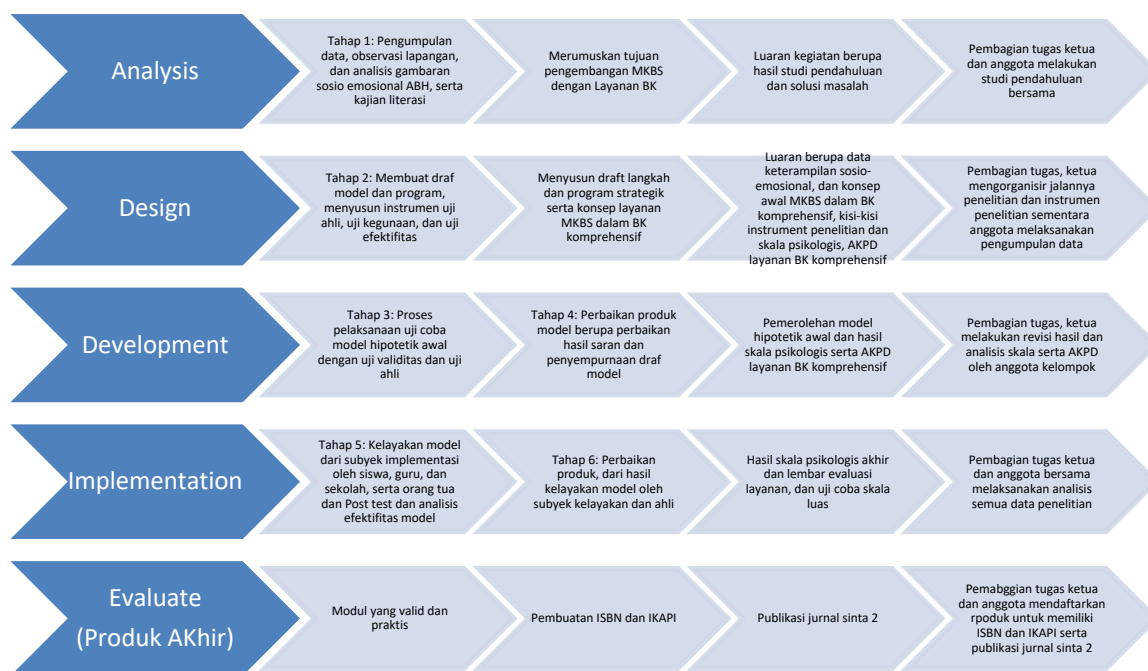 Analysis
Tahap 1: Pengumpulan
data, observasi lapangan,
dan analisis gambaran
sosio emosional ABH, serta
kajian literasi
Merumuskan tujuan
pengembangan MKBS
dengan Layanan BK
Luaran kegiatan berupa
hasil studi pendahuluan
dan solusi masalah
Pembagian tugas ketua
dan anggota melakukan
studi pendahuluan
bersama
Design
Tahap 2: Membuat draf
model dan program,
menyusun instrumen uji
ahli, uji kegunaan, dan uji
efektifitas
Menyusun draft langkah
dan program strategik
serta konsep layanan
MKBS dalam BK
komprehensif
Luaran berupa data
keterampilan sosio-
emosional, dan konsep
awal MKBS dalam BK
komprehensif, kisi-kisi
instrument penelitian dan
skala psikologis, AKPD
layanan BK komprehensif
Pembagian tugas, ketua
mengorganisir jalannya
penelitian dan instrumen
penelitian sementara
anggota melaksanakan
pengumpulan data
Development
Tahap 3: Proses
pelaksanaan uji coba
model hipotetik awal
dengan uji validitas dan uji
ahli
Tahap 4: Perbaikan produk
model berupa perbaikan
hasil saran dan
penyempurnaan draf
model
Pemerolehan model
hipotetik awal dan hasil
skala psikologis serta AKPD
layanan BK komprehensif
Pembagian tugas, ketua
melakukan revisi hasil dan
analisis skala serta AKPD
oleh anggota kelompok
Implementation
Tahap 5: Kelayakan model
dari subyek implementasi
oleh siswa, guru, dan
sekolah, serta orang tua
dan Post test dan analisis
efektifitas model
Tahap 6: Perbaikan
produk, dari hasil
kelayakan model oleh
subyek kelayakan dan ahli
Hasil skala psikologis akhir
dan lembar evaluasi
layanan, dan uji coba skala
luas
Pembagian tugas ketua
dan anggota bersama
melaksanakan analisis
semua data penelitian
Evaluate
(Produk AKhir)
Modul yang valid dan
praktis
Pembuatan ISBN dan IKAPI
Publikasi jurnal sinta 2
Pemabggian tugas ketua
dan anggota mendaftarkan
rpoduk untuk memiliki
ISBN dan IKAPI serta
publikasi jurnal sinta 2